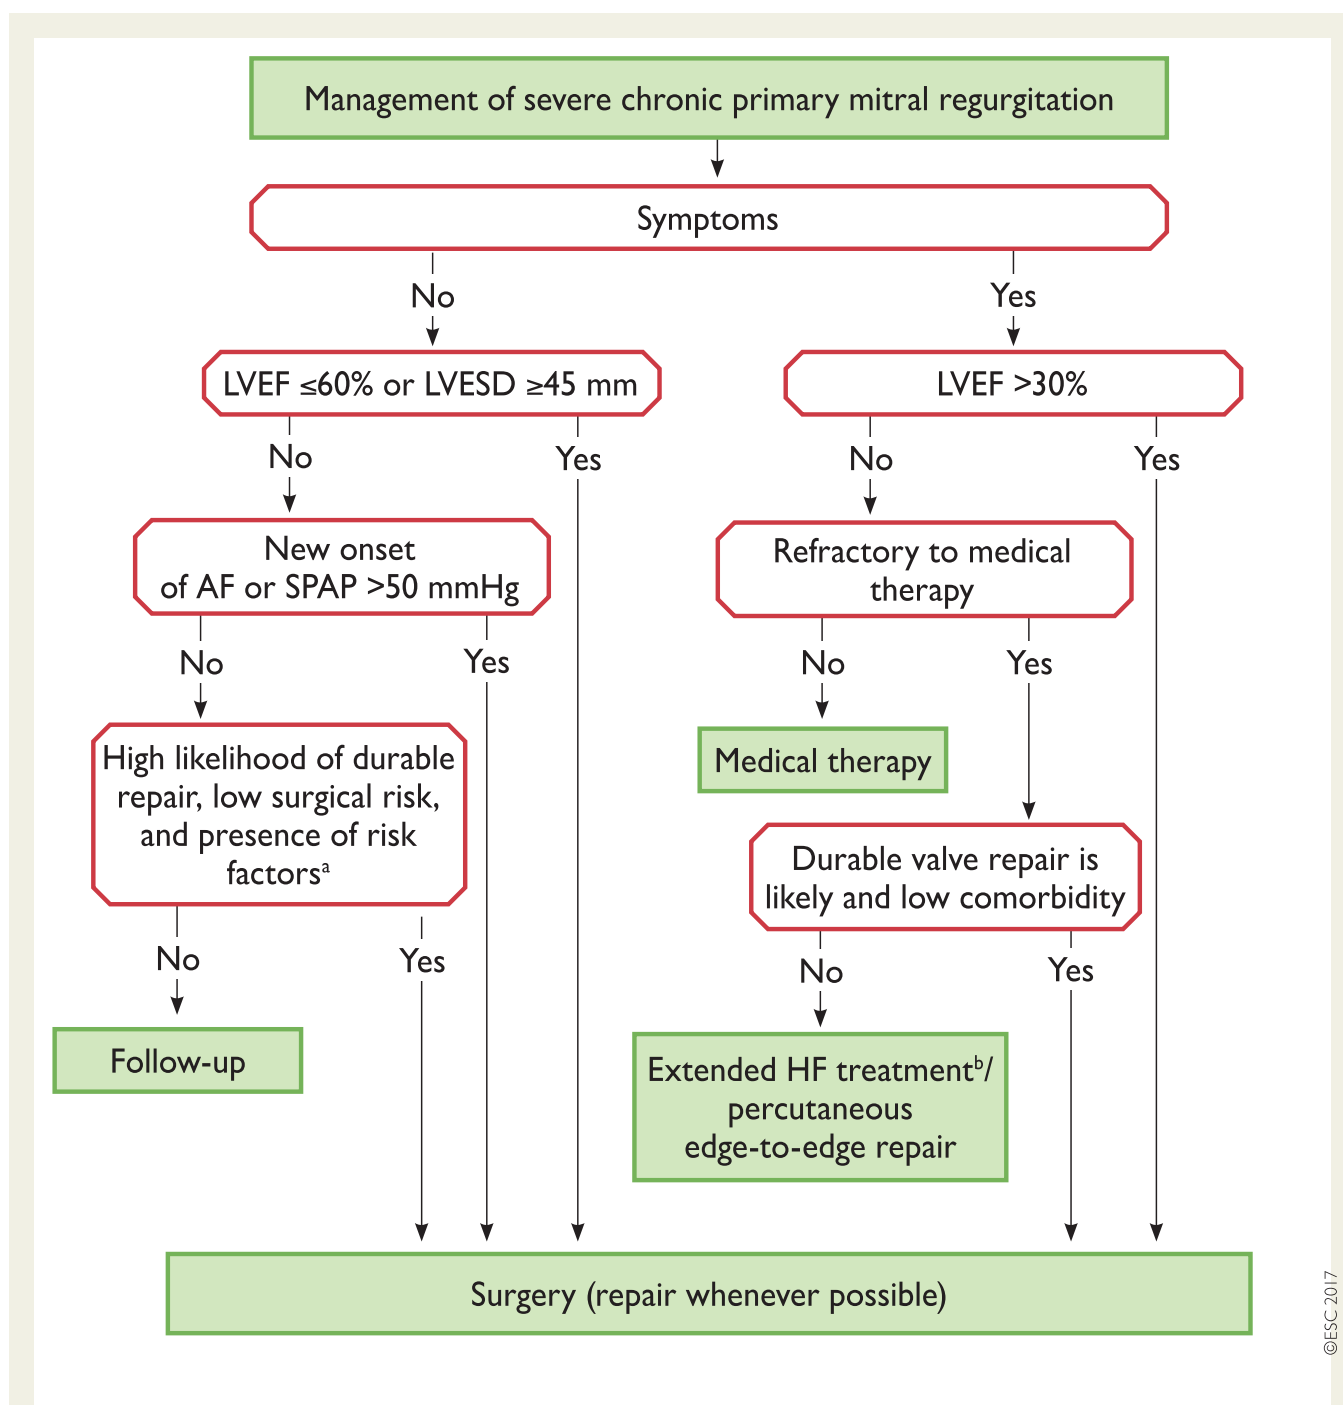 Management of severe chronic primary mitral regurgitation
Symptoms
No
Yes
LVEF ≤60% or LVESD ≥45 mm
LVEF >30%
No
Yes
No
Yes
New onset
of AF or SPAP >50 mmHg
Refractory to medical
therapy
No
Yes
No
Yes
High likelihood of durable
repair, low surgical risk,
and presence of risk
factorsᵃ
Medical therapy
Durable valve repair is
likely and low comorbidity
No
Yes
No
Yes
Follow-up
Extended HF treatmentᵇ/
percutaneous
edge-to-edge repair
Surgery (repair whenever possible)
©ESC 2017